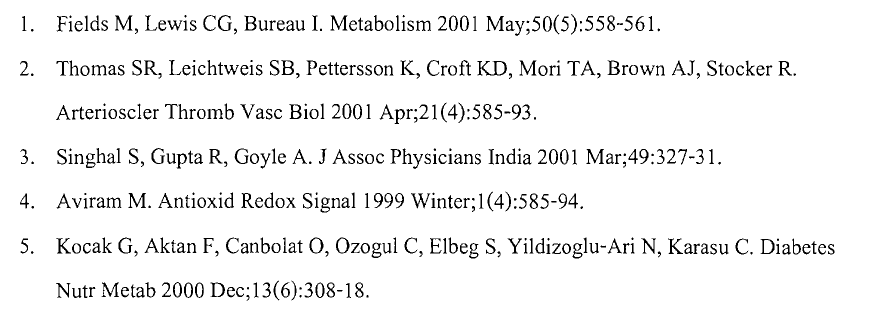 1. Fields M, Lewis CG, Bureau I. Metabolism 2001 May;50(5):558-561.
2. Thomas SR, Leichtweis SB, Pettersson K, Croft KD, Mori TA, Brown AJ, Stocker R.
Arterioscler Thromb Vasc Biol 2001 Apr;21(4):585-93.
3. Singhal S, Gupta R, Goyle A. J Assoc Physicians India 2001 Mar;49:327-31.
4. Aviram M. Antioxid Redox Signal 1999 Winter;1(4):585-94.
5. Kocak G, Aktan F, Canbolat O, Ozogul C, Elbeg S, Yildizoglu-Ari N, Karasu C. Diabetes
Nutr Metab 2000 Dec;13(6):308-18.